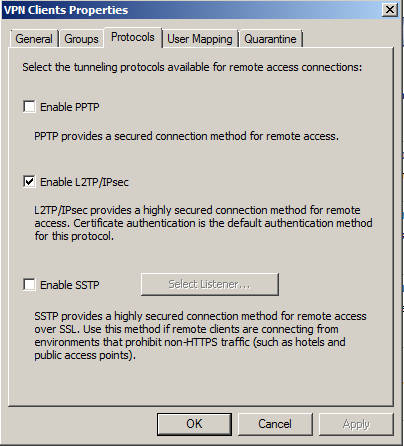 VPN Clients Properties
General Groups Protocols User Mapping Quarantine
Select the tunneling protocols available for remote access connections:
Enable PPTP
PPTP provides a secured connection method for remote access.
Enable L2TP/IPsec
L2TP/IPsec provides a highly secured connection method for remote
access. Certificate authentication is the default authentication method
for this protocol.
Enable SSTP Select Listener...
SSTP provides a highly secured connection method for remote access
over SSL. Use this method if remote clients are connecting from
environments that prohibit non-HTTPS traffic (such as hotels and
public access points).
OK Cancel Apply